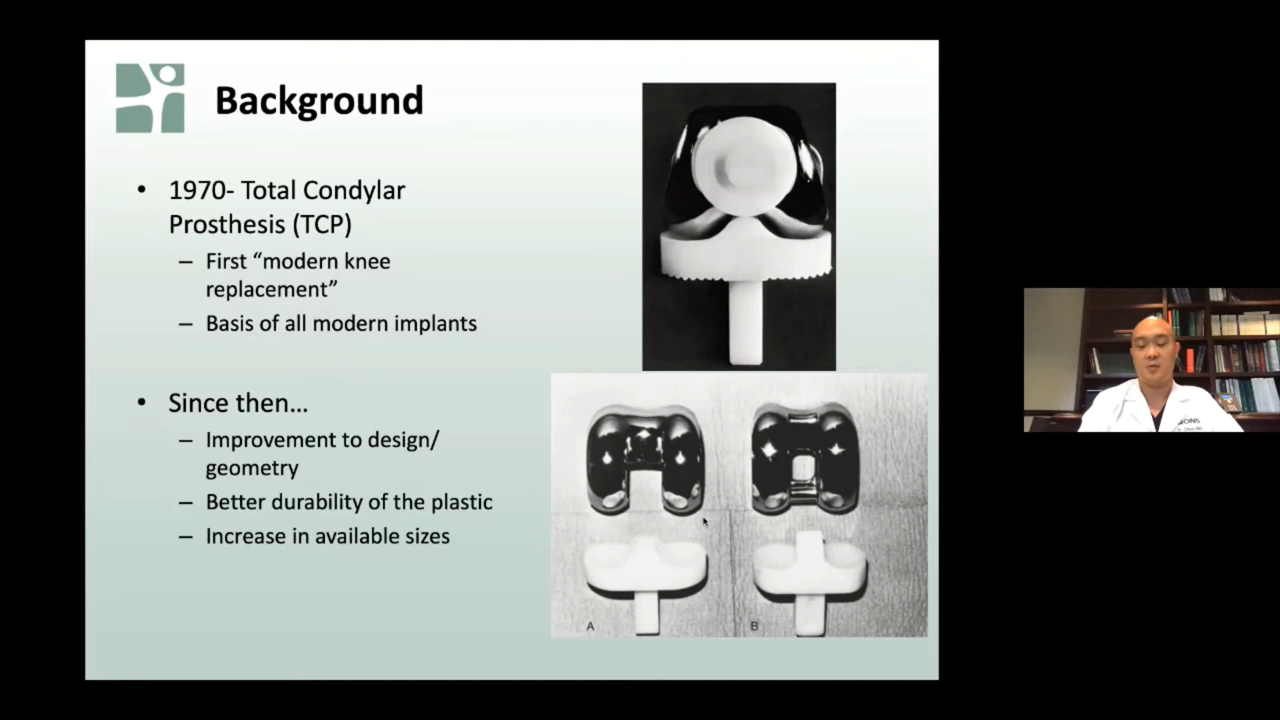 Background
• 1970- Total Condylar
Prosthesis (TCP)
– First “modern knee
replacement”
– Basis of all modern implants
• Since then…
– Improvement to design/
geometry
– Better durability of the plastic
– Increase in available sizes
A
B
ONS